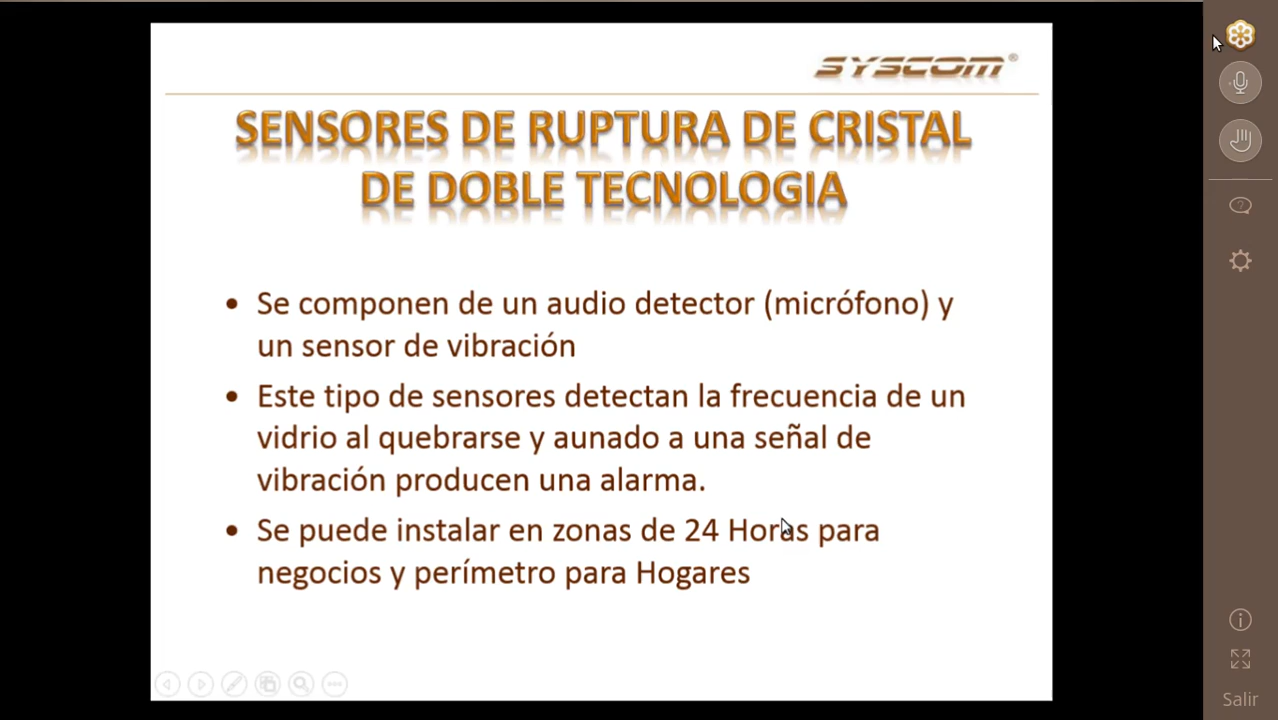 SYSCOM®
SENSORES DE RUPTURA DE CRISTAL
DE DOBLE TECNOLOGIA
• Se componen de un audio detector (micrófono) y
un sensor de vibración
• Este tipo de sensores detectan la frecuencia de un
vidrio al quebrarse y aunado a una señal de
vibración producen una alarma.
• Se puede instalar en zonas de 24 Horas para
negocios y perímetro para Hogares
Salir